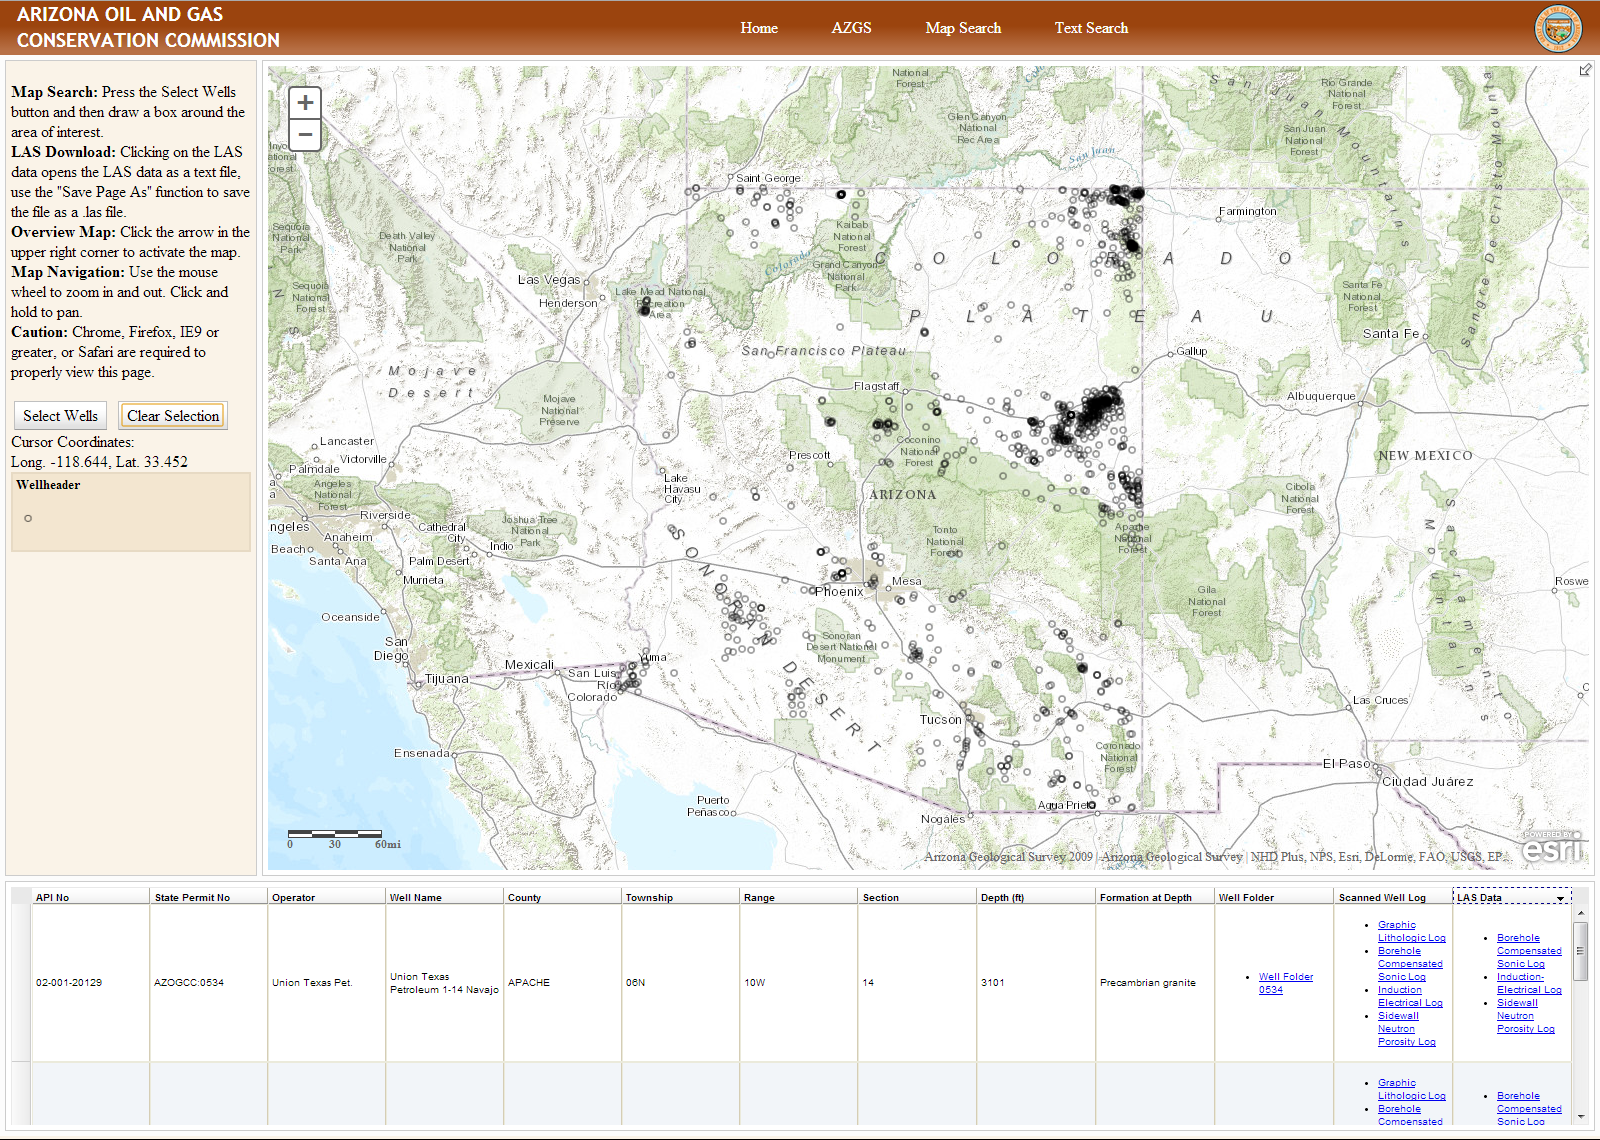 ARIZONA OIL AND GAS
CONSERVATION COMMISSION
Home
AZGS
Map Search
Text Search
Map Search: Press the Select Wells
button and then draw a box around the
area of interest.
LAS Download: Clicking on the LAS
data opens the LAS data as a text file,
use the "Save Page As" function to save
the file as a .las file.
Overview Map: Click the arrow in the
upper right corner to activate the map.
Map Navigation: Use the mouse
wheel to zoom in and out. Click and
hold to pan.
Caution: Chrome, Firefox, IE9 or
greater, or Safari are required to
properly view this page.
Select Wells
Clear Selection
Cursor Coordinates:
Long. -118.644, Lat. 33.452
Wellheader
+
−
National
Forest
Glen Canyon
National
Rec Area
San Juan
San Juan Mountains
Rio Grande
National
Forest
San Juan
National
Forest
Sangre De Cristo Mountains
Saint George
Farmington
Sequoia
National
Park
Death Valley
National
Park
Kaibab
National
Forest
Colorado
Grand Canyon
National
Park
COLORADO
PLATEAU
Las Vegas
Henderson
Lake Mead National
Recreation
Area
Sequoia
National
Forest
Santa Fe
National
Forest
Santa Fe
San Francisco Plateau
Gallup
Mojave
Desert
Flagstaff
Mojave
National
Preserve
Albuquerque
Lancaster
Palmdale
Victorville
Coconino
National
Forest
Prescott
NEW MEXICO
Lake
Havasu
City
ARIZONA
Cibola
National
Forest
Angeles
National
Forest
Riverside
Cathedral
City
Joshua Tree
National
Park
Indio
ngeles
Anaheim
Beach
Santa Ana
Palm Desert
Murrieta
Tonto
National
Forest
Apache
National
Forest
SONORAN DESERT
Mesa
Phoenix
Gila
National
Forest
Sacramento
Mountains
Roswe
Oceanside
San
Diego
Tijuana
Mexicali
Yuma
San Luis
Río
Colorado
Sonoran
Desert National
Monument
Tucson
Las Cruces
Ensenada
Coronado
National
Forest
El Paso
Ciudad Juárez
Puerto
Peñasco
Nogales
Agua Prieta
0 30 60mi
Arizona Geological Survey 2009 | Arizona Geological Survey | NHD Plus, NPS, Esri, DeLorme, FAO, USGS, EP...
POWERED BY
esri
API No
State Permit No
Operator
Well Name
County
Township
Range
Section
Depth (ft)
Formation at Depth
Well Folder
Scanned Well Log
LAS Data
02-001-20129
AZOGCC:0534
Union Texas Pet.
Union Texas
Petroleum 1-14 Navajo
APACHE
06N
10W
14
3101
Precambrian granite
Well Folder
0534
Graphic
Lithologic Log
Borehole
Compensated
Sonic Log
Induction
Electrical Log
Sidewall
Neutron
Porosity Log
Borehole
Compensated
Sonic Log
Induction-
Electrical Log
Sidewall
Neutron
Porosity Log
Graphic
Lithologic Log
Borehole
Compensated
Borehole
Compensated
Sonic Log